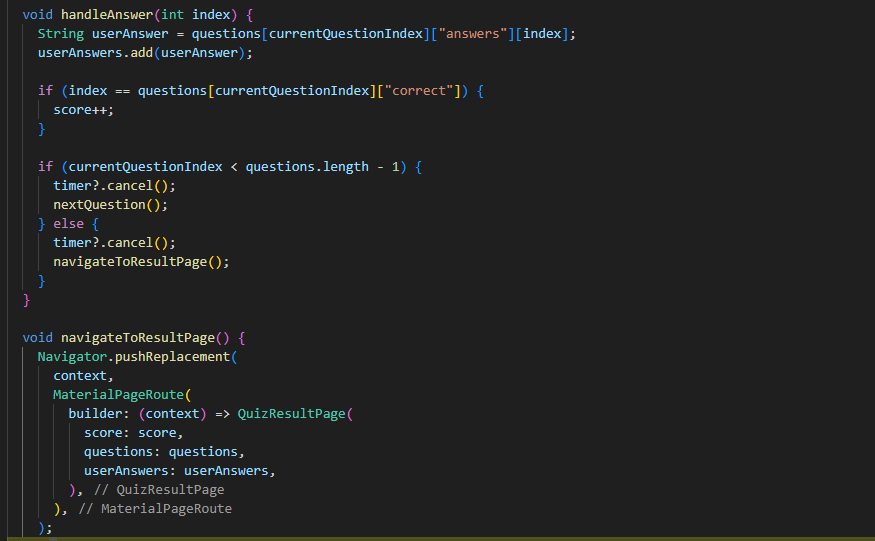 void handleAnswer(int index) {
String userAnswer = questions[currentQuestionIndex]["answers"][index];
userAnswers.add(userAnswer);
if (index == questions[currentQuestionIndex]["correct"]) {
score++;
}
if (currentQuestionIndex < questions.length - 1) {
timer?.cancel();
nextQuestion();
} else {
timer?.cancel();
navigateToResultPage();
}
}
void navigateToResultPage() {
Navigator.pushReplacement(
context,
MaterialPageRoute(
builder: (context) => QuizResultPage(
score: score,
questions: questions,
userAnswers: userAnswers,
), // QuizResultPage
), // MaterialPageRoute
);